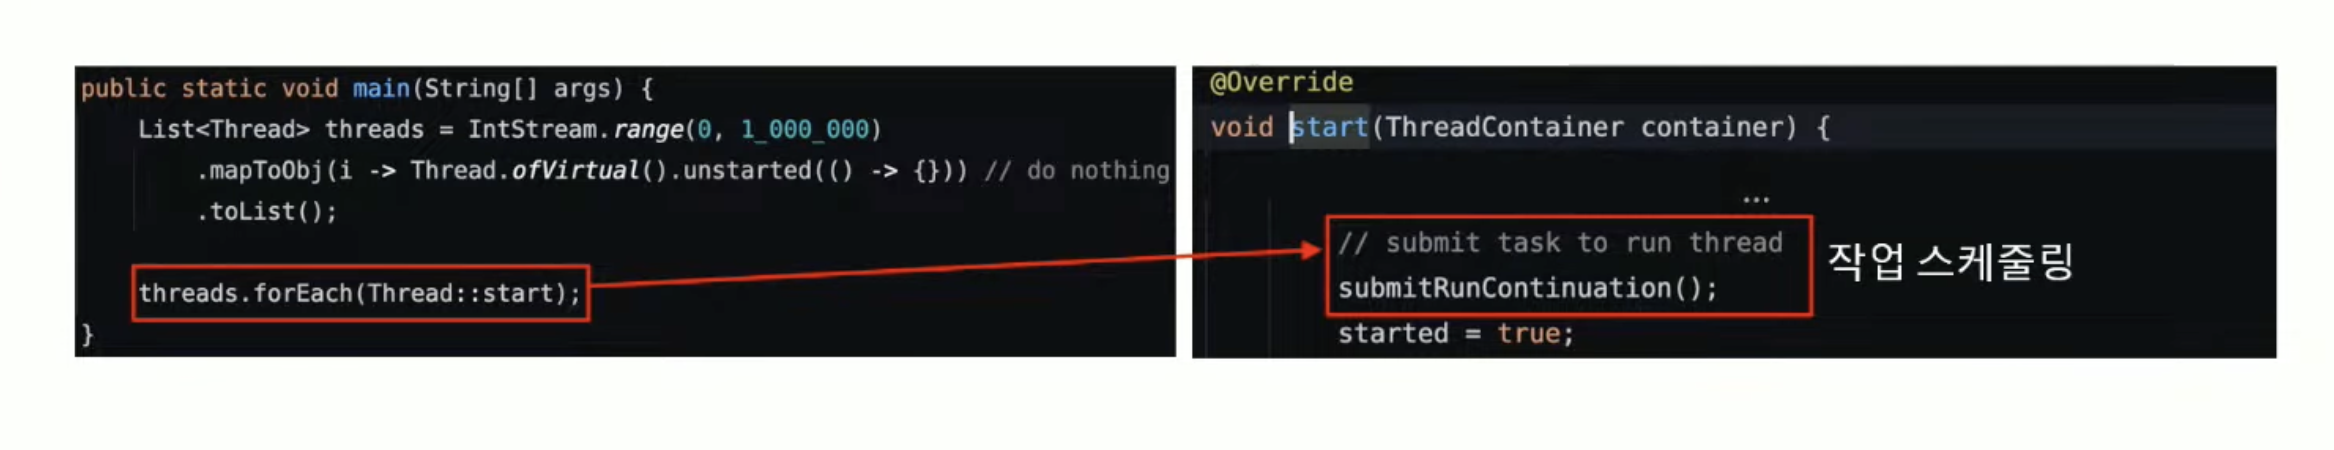 public static void main(String[] args) {
List<Thread> threads = IntStream.range(0, 1_000_000)
.mapToObj(i -> Thread.ofVirtual().unstarted(() -> {})) // do nothing
.toList();
threads.forEach(Thread::start);
}
@Override
void start(ThreadContainer container) {
...
// submit task to run thread
submitRunContinuation();
started = true;
작업 스케줄링